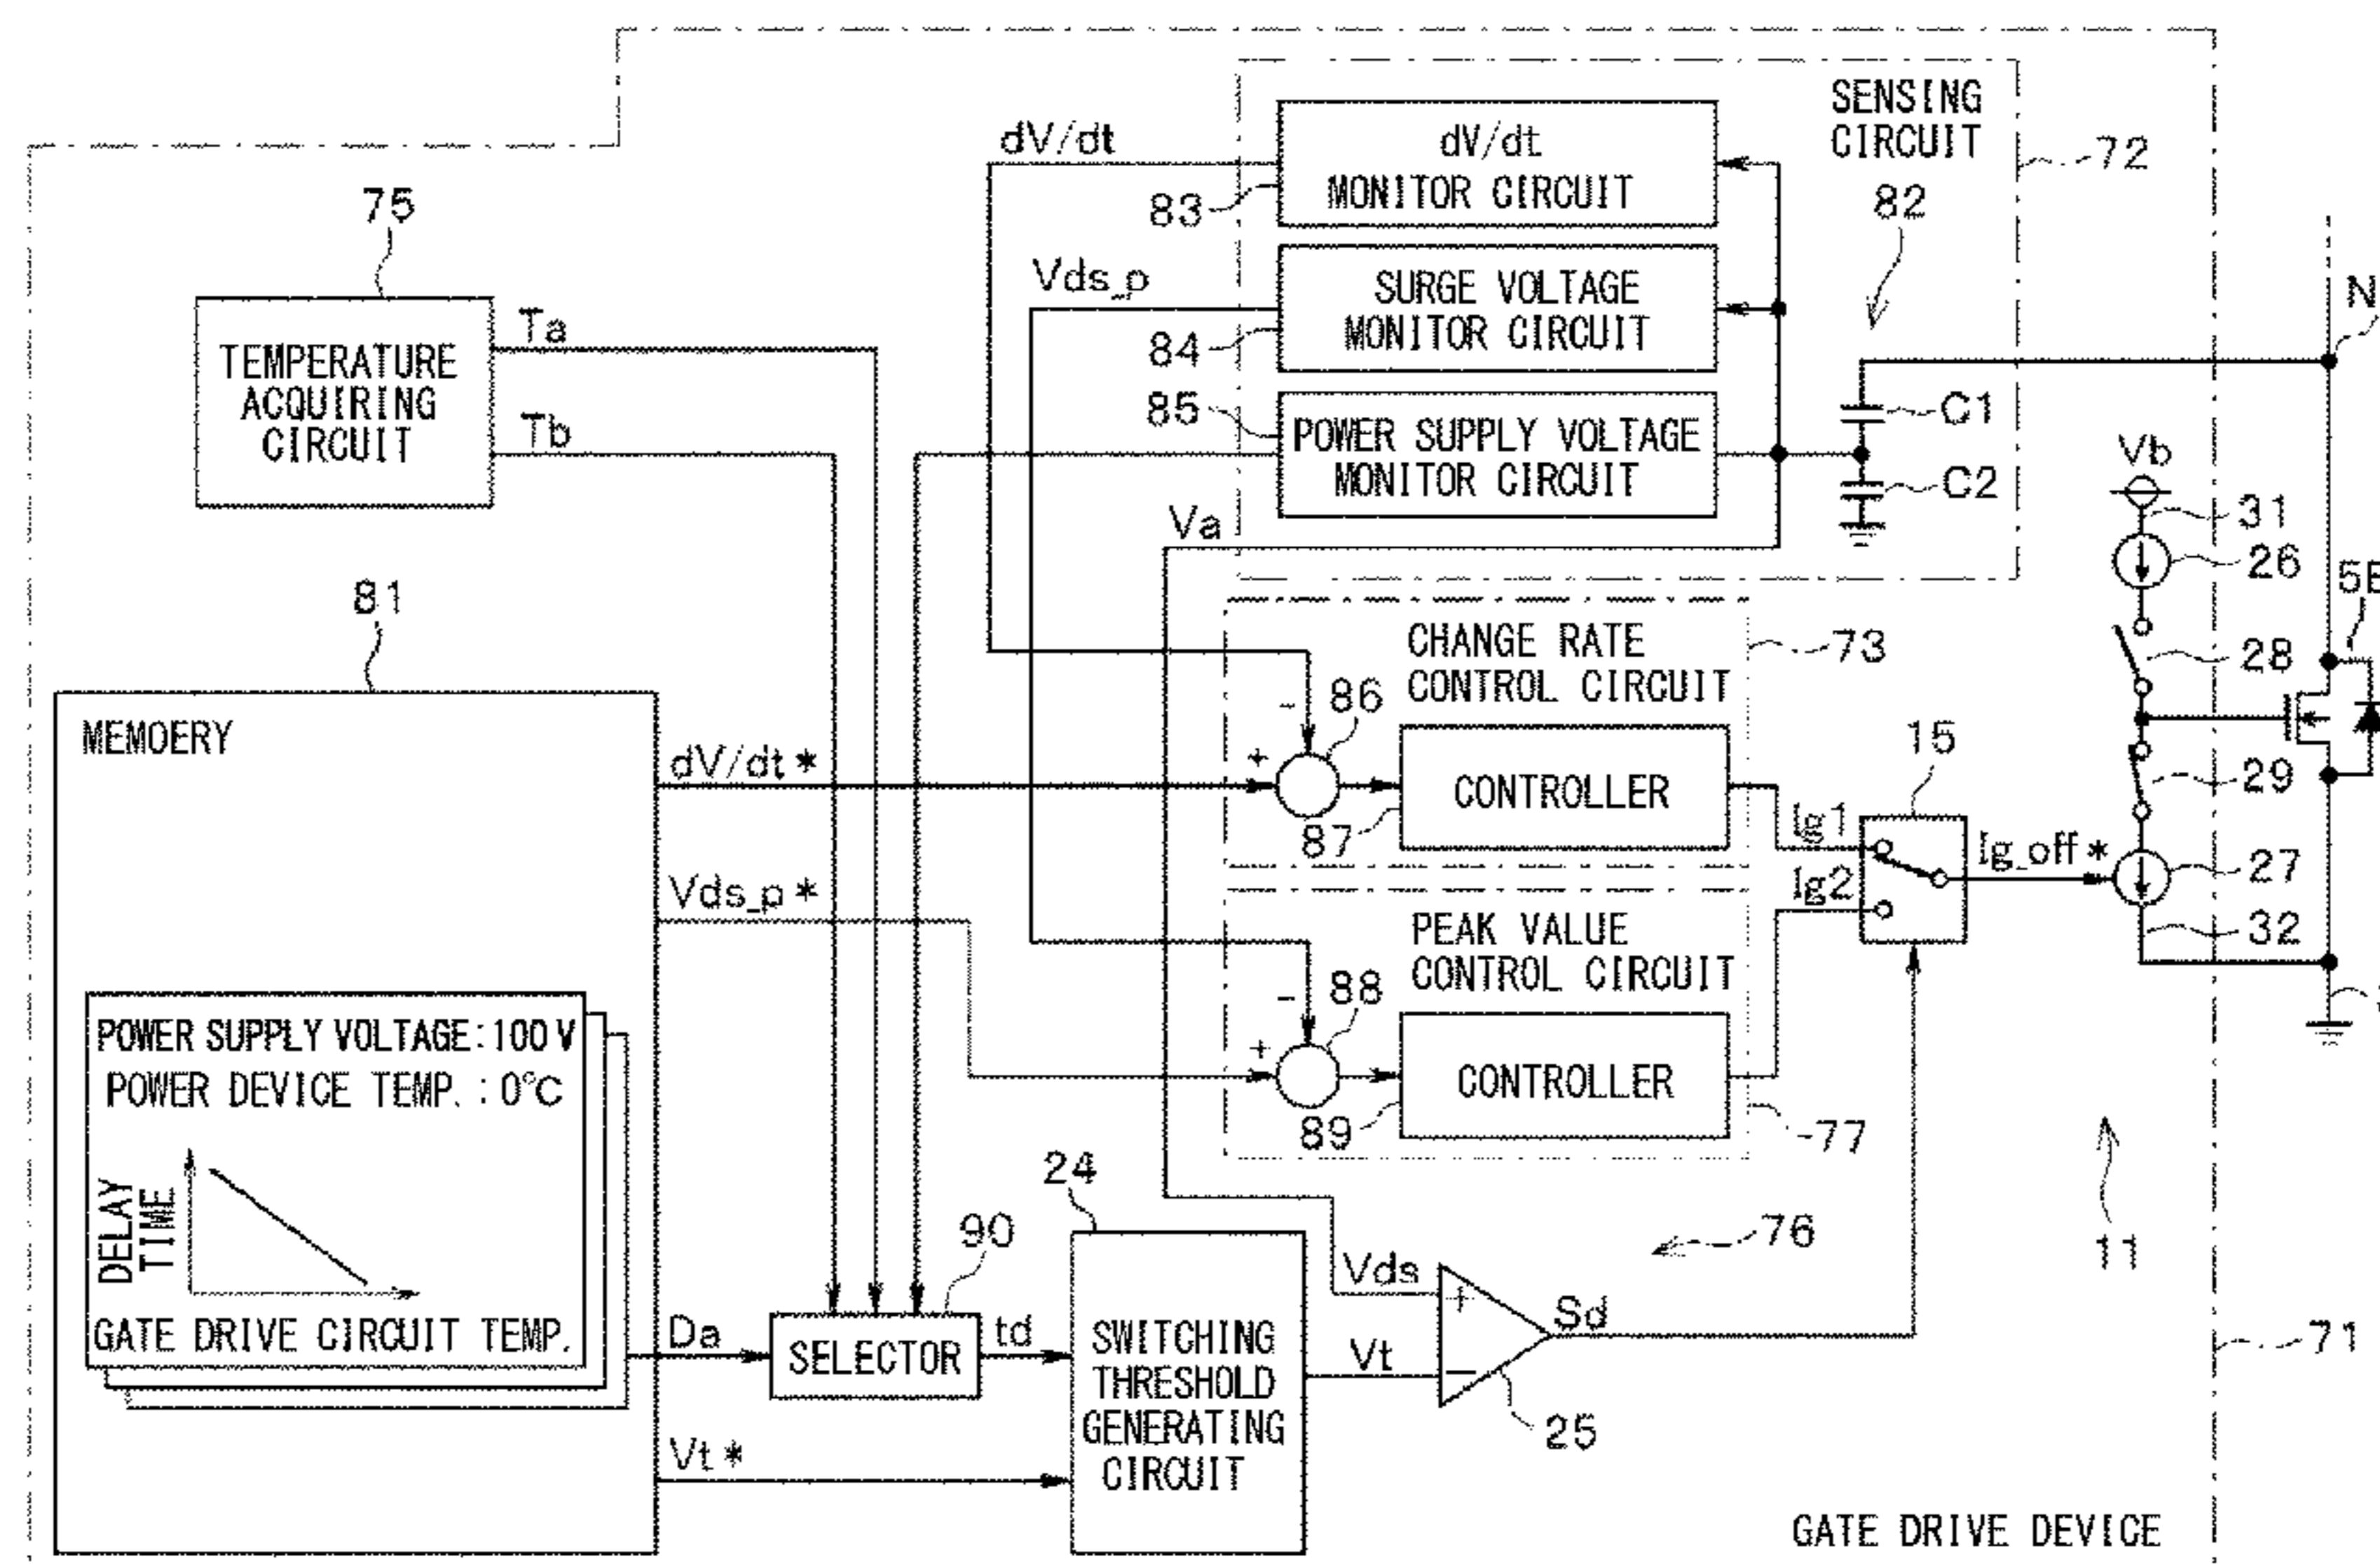 SENSING
CIRCUIT
72
82
dV/dt
dV/dt
MONITOR CIRCUIT
83
75
Vds_p
SURGE VOLTAGE
MONITOR CIRCUIT
84
N
TEMPERATURE
ACQUIRING
CIRCUIT
Ta
Tb
85
POWER SUPPLY VOLTAGE
MONITOR CIRCUIT
C1
C2
Va
Vb
31
26
28
29
27
32
81
MEMOERY
CHANGE RATE
CONTROL CIRCUIT
73
dV/dt*
-
+
86
87
CONTROLLER
15
Ig1
Ig2
Ig_off*
Vds_p*
PEAK VALUE
CONTROL CIRCUIT
-
+
88
89
CONTROLLER
77
POWER SUPPLY VOLTAGE:100 V
POWER DEVICE TEMP.:0°C
DELAY
TIME
GATE DRIVE CIRCUIT TEMP.
24
90
76
11
Da
SELECTOR
td
SWITCHING
THRESHOLD
GENERATING
CIRCUIT
Vds
Vt
+
-
Sd
25
71
Vt*
GATE DRIVE DEVICE